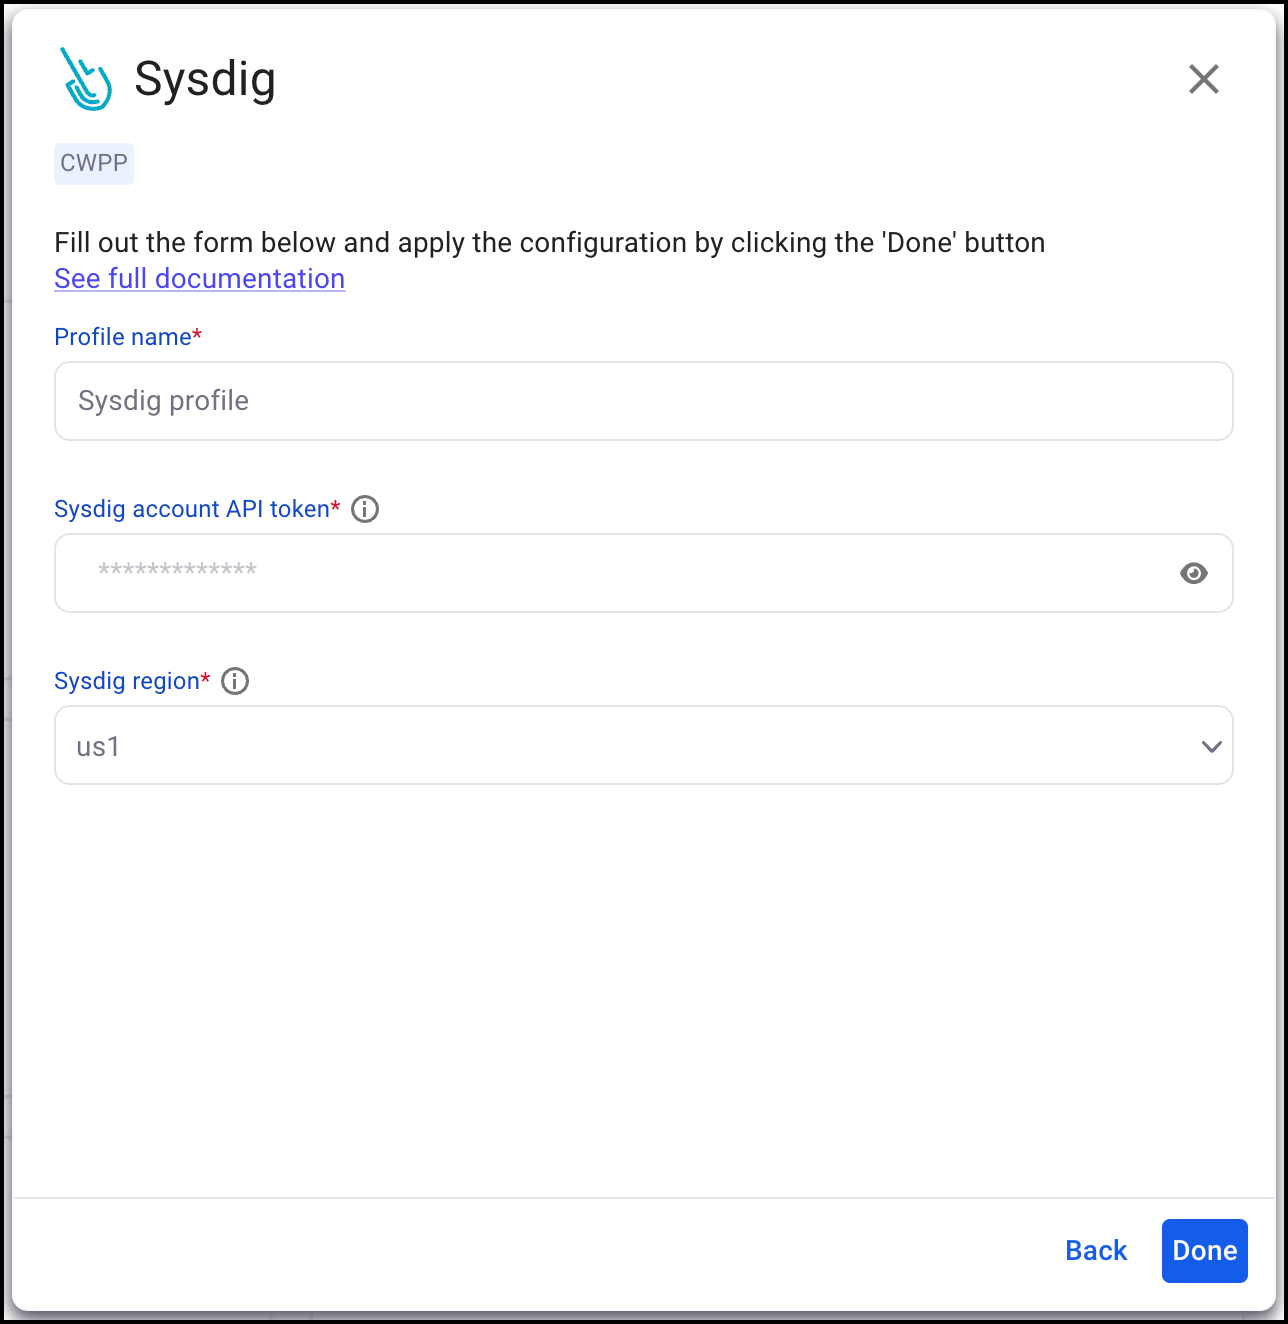 Sysdig
CWPP
Fill out the form below and apply the configuration by clicking the 'Done' button
See full documentation
Profile name*
Sysdig profile
Sysdig account API token*
*************
Sysdig region*
us1
Back
Done